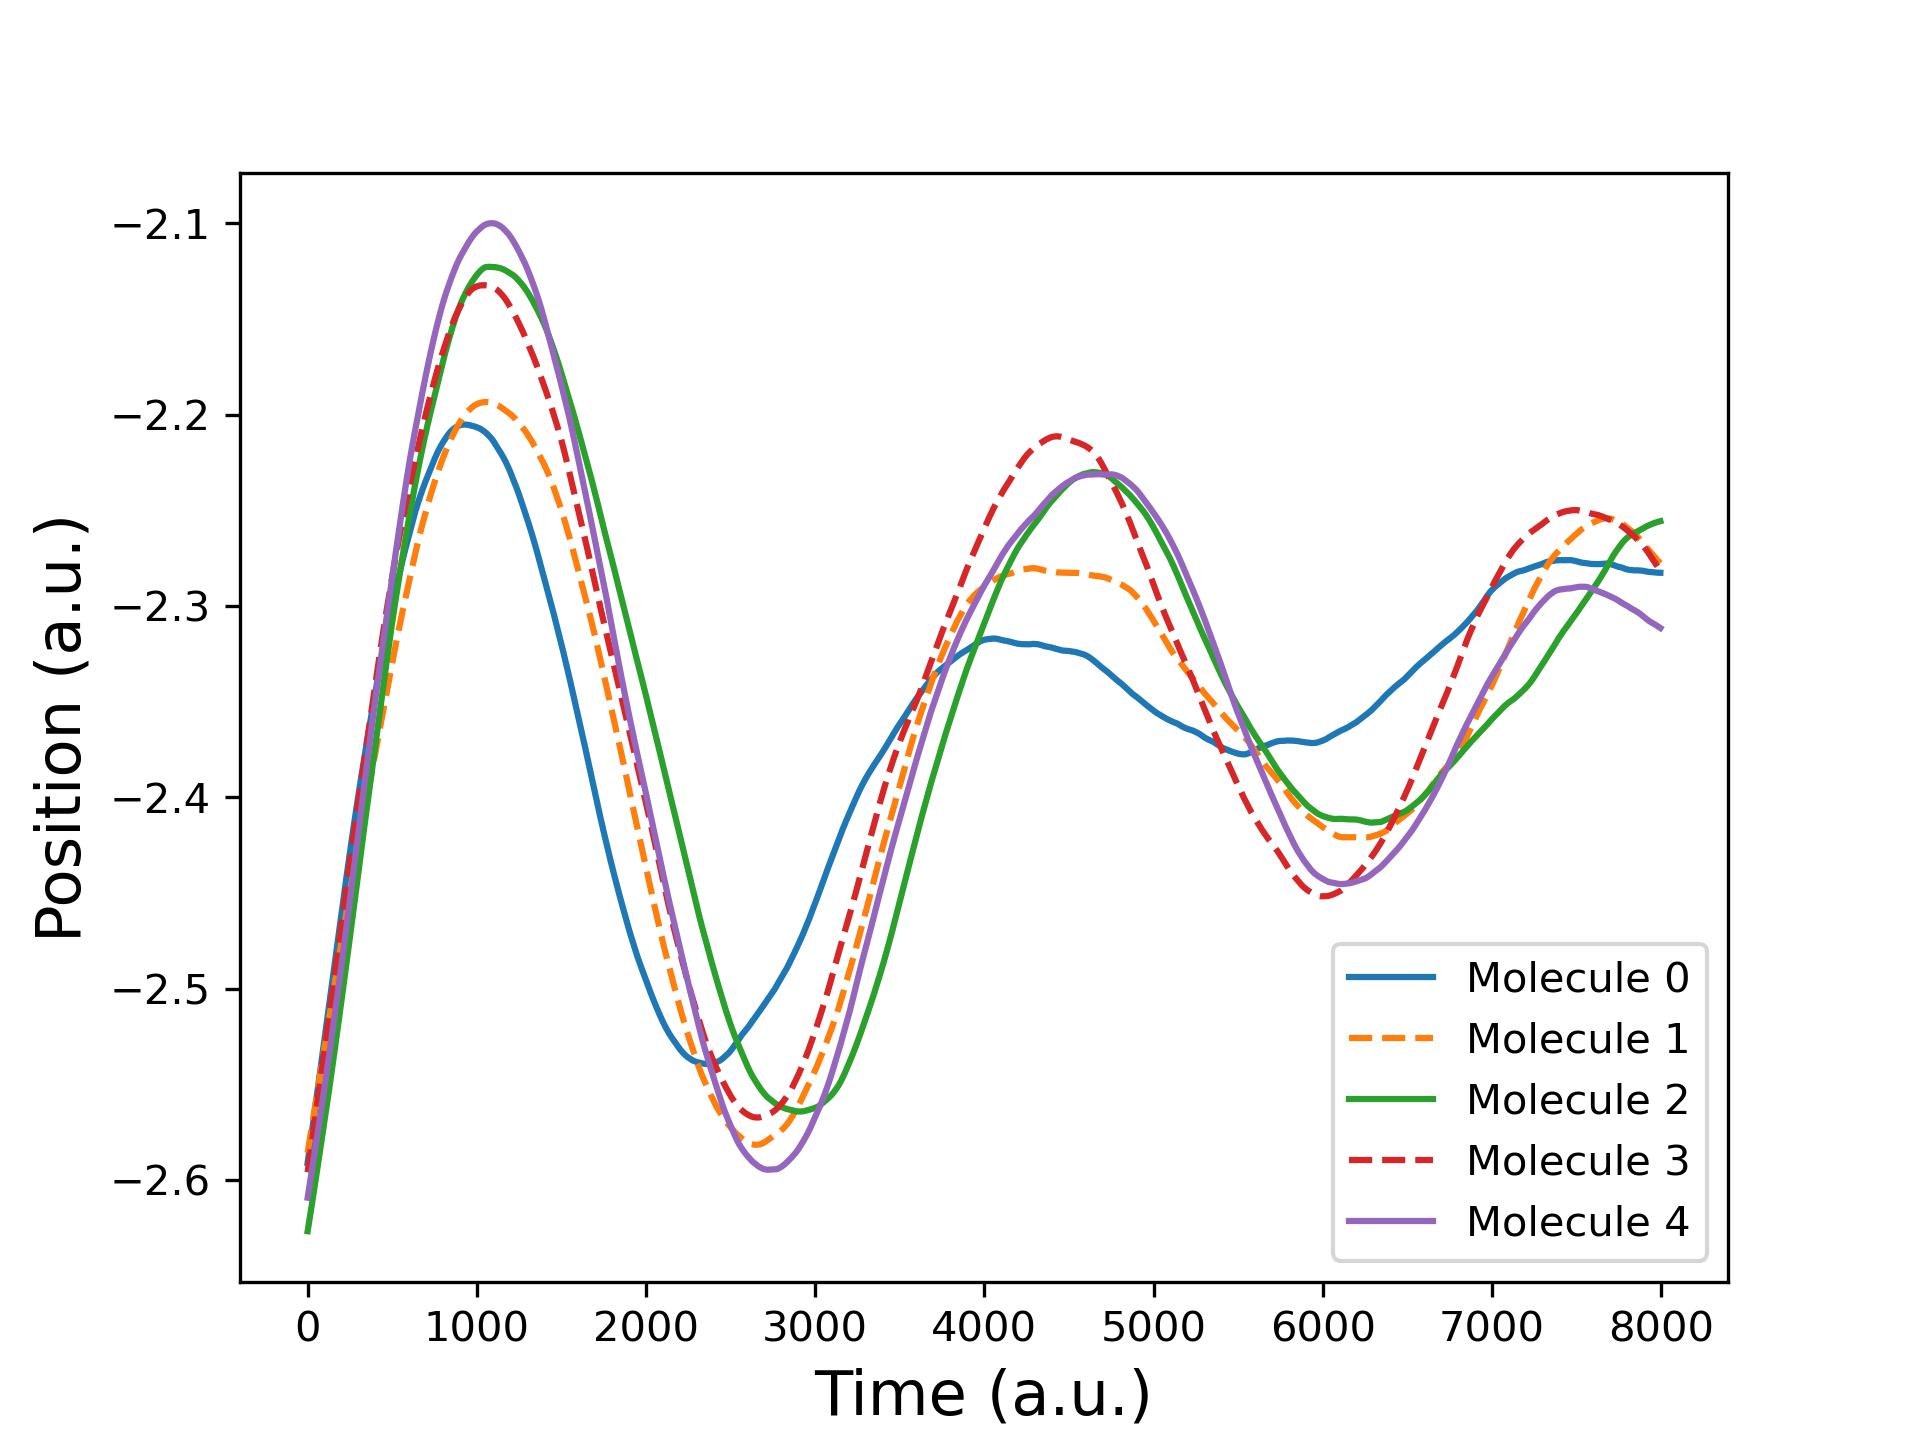 −2.1
−2.2
−2.3
−2.4
−2.5
−2.6
Position (a.u.)
0 1000 2000 3000 4000 5000 6000 7000 8000
Time (a.u.)
Molecule 0
Molecule 1
Molecule 2
Molecule 3
Molecule 4